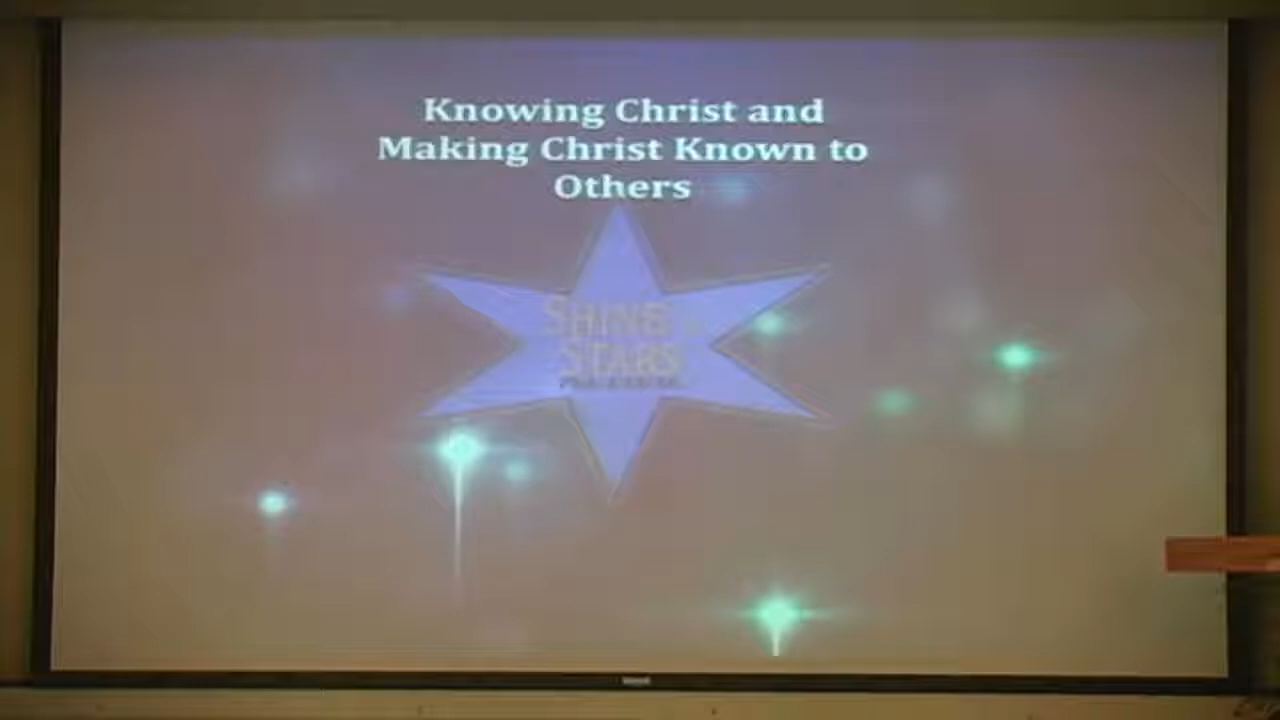 Knowing Christ and
Making Christ Known to
Others
SHINE
STARS